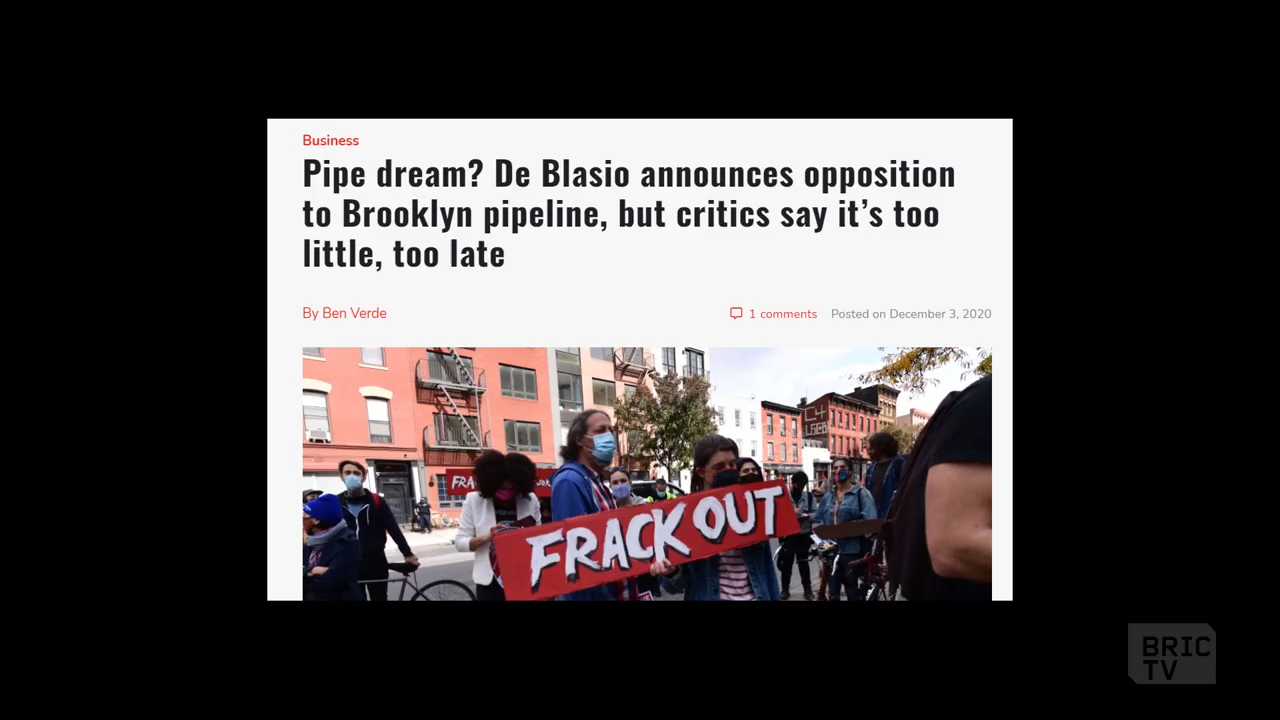 Business
Pipe dream? De Blasio announces opposition
to Brooklyn pipeline, but critics say it’s too
little, too late
By Ben Verde
1 comments
Posted on December 3, 2020
FRA
FRACK OUT
BRIC
TV